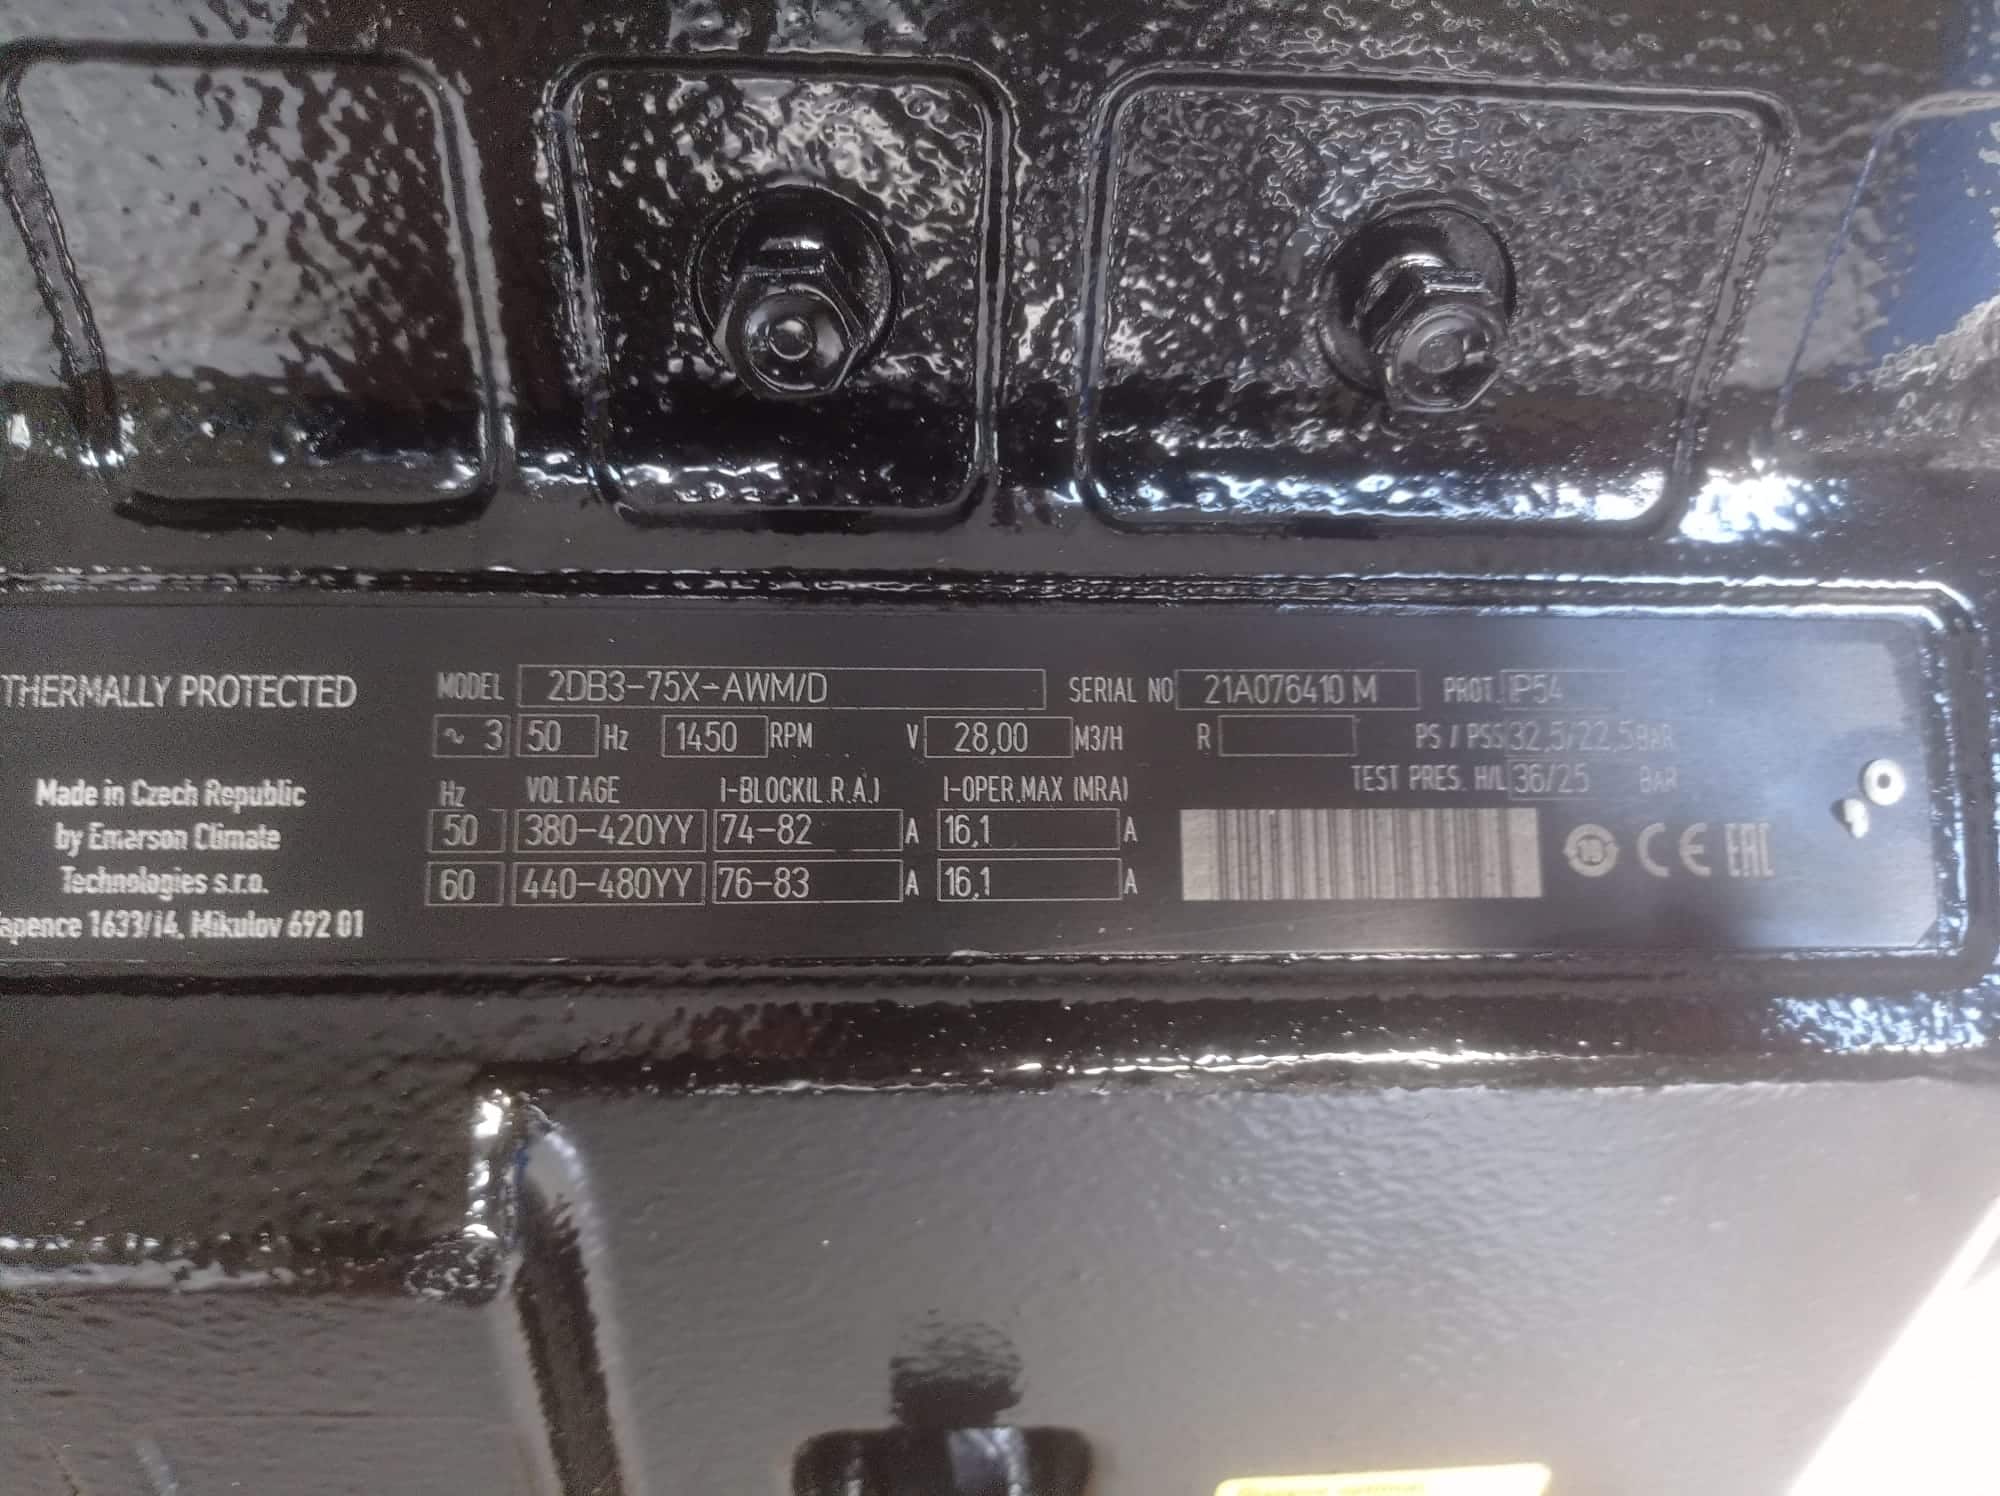 THERMALLY PROTECTED
Made in Czech Republic
by Emerson Climate
Technologies s.r.o.
apence 1633/14, Mikulov 692 01
MODEL 2DB3-75X-AWM/D SERIAL NO 21A076410 M PROT. IP54
~ 3 50 Hz 1450 RPM V 28,00 M3/H R PS / PSS 32,5/22,5 BAR
TEST PRES. H/L 36/25 BAR
Hz VOLTAGE I-BLOCK(L.R.A.) I-OPER.MAX (MRA)
50 380-420YY 74-82 A 16,1 A
60 440-480YY 76-83 A 16,1 A
10 CE EAC